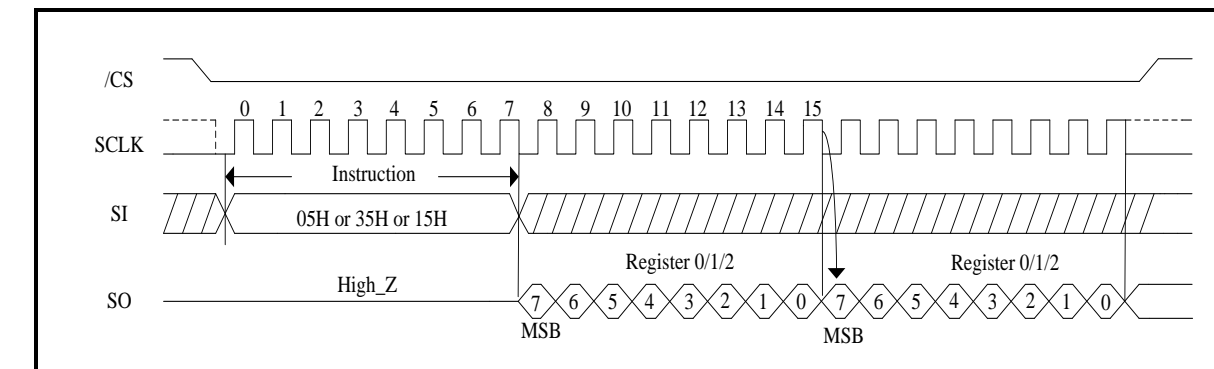 /CS
0 1 2 3 4 5 6 7 8 9 10 11 12 13 14 15
SCLK
Instruction
SI
05H or 35H or 15H
Register 0/1/2
Register 0/1/2
High_Z
SO
7 6 5 4 3 2 1 0 7 6 5 4 3 2 1 0
MSB
MSB